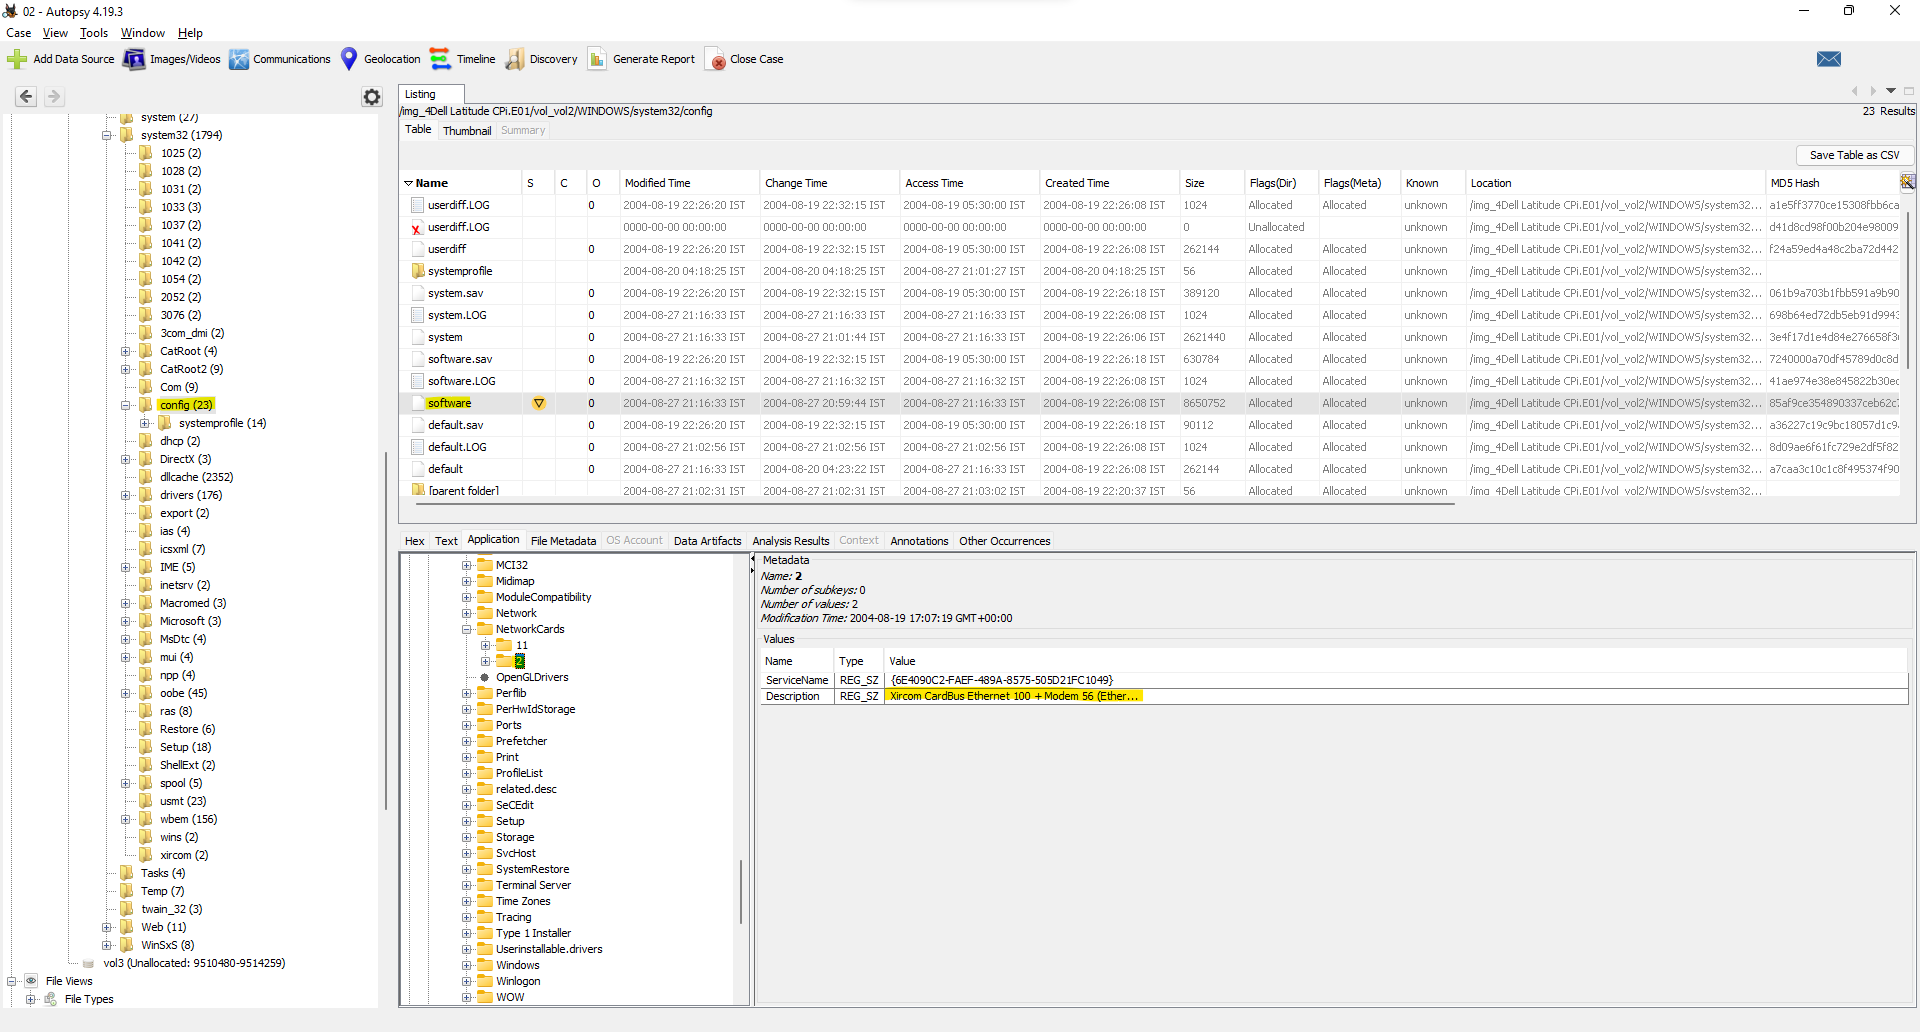 02 - Autopsy 4.19.3
Case View Tools Window Help
Add Data Source Images/Videos Communications Geolocation Timeline Discovery Generate Report Close Case
Listing
/img_4Dell Latitude CPi.E01/vol_vol2/WINDOWS/system32/config 23 Results
Table Thumbnail Summary
Save Table as CSV
Name S C O Modified Time Change Time Access Time Created Time Size Flags(Dir) Flags(Meta) Known Location MD5 Hash
userdiff.LOG 0 2004-08-19 22:26:20 IST 2004-08-19 22:32:15 IST 2004-08-19 05:30:00 IST 2004-08-19 22:26:08 IST 1024 Allocated Allocated unknown /img_4Dell Latitude CPi.E01/vol_vol2/WINDOWS/system32... a1e5ff3770ce15308fbb6ca
userdiff.LOG 0000-00-00 00:00:00 0000-00-00 00:00:00 0000-00-00 00:00:00 0000-00-00 00:00:00 0 Unallocated unknown /img_4Dell Latitude CPi.E01/vol_vol2/WINDOWS/system32... d41d8cd98f00b204e98009
userdiff 0 2004-08-19 22:26:20 IST 2004-08-19 22:32:15 IST 2004-08-19 05:30:00 IST 2004-08-19 22:26:08 IST 262144 Allocated Allocated unknown /img_4Dell Latitude CPi.E01/vol_vol2/WINDOWS/system32... f24a59ed4a48c2ba72d442
systemprofile 2004-08-20 04:18:25 IST 2004-08-20 04:18:25 IST 2004-08-27 21:01:27 IST 2004-08-20 04:18:25 IST 56 Allocated Allocated unknown /img_4Dell Latitude CPi.E01/vol_vol2/WINDOWS/system32...
system.sav 0 2004-08-19 22:26:20 IST 2004-08-19 22:32:15 IST 2004-08-19 05:30:00 IST 2004-08-19 22:26:18 IST 389120 Allocated Allocated unknown /img_4Dell Latitude CPi.E01/vol_vol2/WINDOWS/system32... 061b9a703b1fbb591a9b90
system.LOG 0 2004-08-27 21:16:33 IST 2004-08-27 21:16:33 IST 2004-08-27 21:16:33 IST 2004-08-19 22:26:08 IST 1024 Allocated Allocated unknown /img_4Dell Latitude CPi.E01/vol_vol2/WINDOWS/system32... 698b64ed72db5eb91d9943
system 0 2004-08-27 21:16:33 IST 2004-08-27 21:01:44 IST 2004-08-27 21:16:33 IST 2004-08-19 22:26:06 IST 2621440 Allocated Allocated unknown /img_4Dell Latitude CPi.E01/vol_vol2/WINDOWS/system32... 3e4f17d1e4d84e276658f3
software.sav 0 2004-08-19 22:26:20 IST 2004-08-19 22:32:15 IST 2004-08-19 05:30:00 IST 2004-08-19 22:26:18 IST 630784 Allocated Allocated unknown /img_4Dell Latitude CPi.E01/vol_vol2/WINDOWS/system32... 7240000a70df45789d0c8d
software.LOG 0 2004-08-27 21:16:32 IST 2004-08-27 21:16:32 IST 2004-08-27 21:16:32 IST 2004-08-19 22:26:08 IST 1024 Allocated Allocated unknown /img_4Dell Latitude CPi.E01/vol_vol2/WINDOWS/system32... 41ae974e38e845822b30ec
software 0 2004-08-27 21:16:33 IST 2004-08-27 20:59:44 IST 2004-08-27 21:16:33 IST 2004-08-19 22:26:08 IST 8650752 Allocated Allocated unknown /img_4Dell Latitude CPi.E01/vol_vol2/WINDOWS/system32... 85af9ce354890337ceb62c
default.sav 0 2004-08-19 22:26:20 IST 2004-08-19 22:32:15 IST 2004-08-19 05:30:00 IST 2004-08-19 22:26:18 IST 90112 Allocated Allocated unknown /img_4Dell Latitude CPi.E01/vol_vol2/WINDOWS/system32... a36227c19c9bc18057d1c9
default.LOG 0 2004-08-27 21:02:56 IST 2004-08-27 21:02:56 IST 2004-08-27 21:02:56 IST 2004-08-19 22:26:08 IST 1024 Allocated Allocated unknown /img_4Dell Latitude CPi.E01/vol_vol2/WINDOWS/system32... 8d09ae6f61fc729e2df5f82
default 0 2004-08-27 21:16:33 IST 2004-08-20 04:23:22 IST 2004-08-27 21:16:33 IST 2004-08-19 22:26:08 IST 262144 Allocated Allocated unknown /img_4Dell Latitude CPi.E01/vol_vol2/WINDOWS/system32... a7caa3c10c1c8f495374f90
[parent folder] 2004-08-27 21:02:31 IST 2004-08-27 21:02:31 IST 2004-08-27 21:03:02 IST 2004-08-19 22:20:37 IST 56 Allocated Allocated unknown /img_4Dell Latitude CPi.E01/vol_vol2/WINDOWS/system32...
system (27)
system32 (1794)
1025 (2)
1028 (2)
1031 (2)
1033 (3)
1037 (2)
1041 (2)
1042 (2)
1054 (2)
2052 (2)
3076 (2)
3com_dmi (2)
CatRoot (4)
CatRoot2 (9)
Com (9)
config (23)
systemprofile (14)
dhcp (2)
DirectX (3)
dllcache (2352)
drivers (176)
export (2)
ias (4)
icsxml (7)
IME (5)
inetsrv (2)
Macromed (3)
Microsoft (3)
MsDtc (4)
mui (4)
npp (4)
oobe (45)
ras (8)
Restore (6)
Setup (18)
ShellExt (2)
spool (5)
usmt (23)
wbem (156)
wins (2)
xircom (2)
Tasks (4)
Temp (7)
twain_32 (3)
Web (11)
WinSxS (8)
vol3 (Unallocated: 9510480-9514259)
File Views
File Types
Hex Text Application File Metadata OS Account Data Artifacts Analysis Results Context Annotations Other Occurrences
MCI32
Midimap
ModuleCompatibility
Network
NetworkCards
11
2
OpenGLDrivers
Perflib
PerHwIdStorage
Ports
Prefetcher
Print
ProfileList
related.desc
SeCEdit
Setup
Storage
SvcHost
SystemRestore
Terminal Server
Time Zones
Tracing
Type 1 Installer
Userinstallable.drivers
Windows
Winlogon
WOW
Metadata
Name: 2
Number of subkeys: 0
Number of values: 2
Modification Time: 2004-08-19 17:07:19 GMT+00:00
Values
Name Type Value
ServiceName REG_SZ {6E4090C2-FAEF-489A-8575-505D21FC1049}
Description REG_SZ Xircom CardBus Ethernet 100 + Modem 56 (Ether...